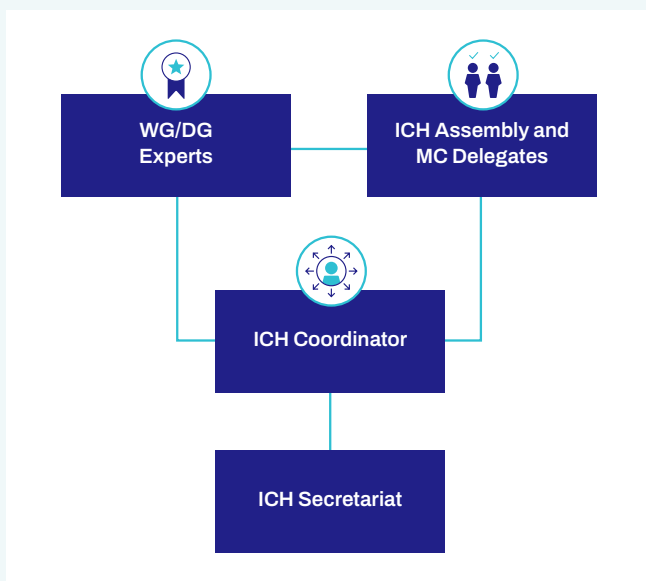 WG/DG
Experts
ICH Assembly and
MC Delegates
ICH Coordinator
ICH Secretariat